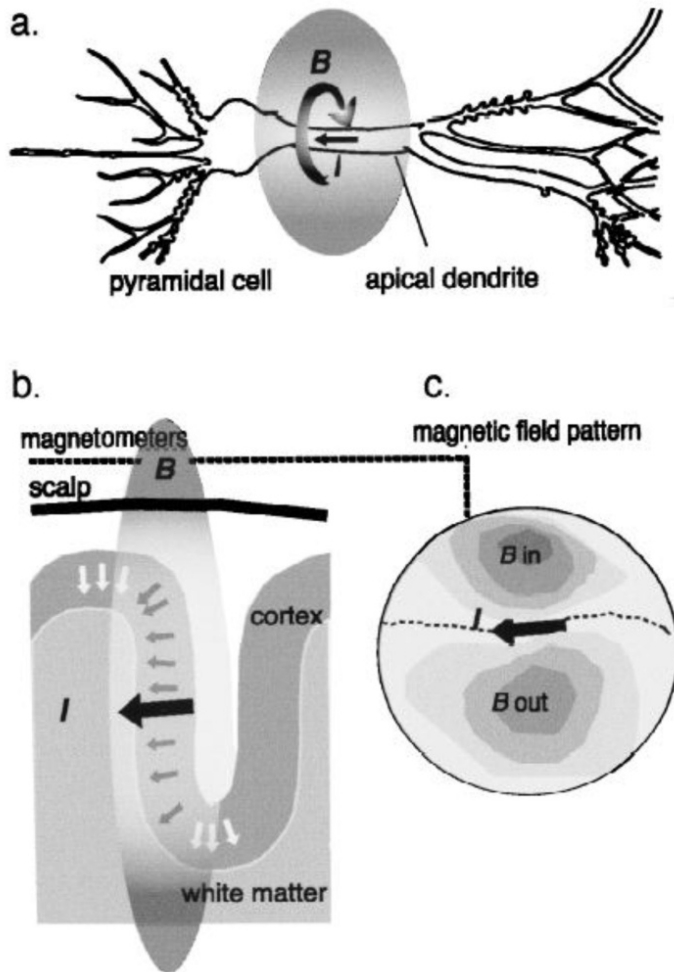 a.
B
I
pyramidal cell
apical dendrite
b.
c.
magnetometers
magnetic field pattern
B
scalp
B in
cortex
I
I
B out
white matter